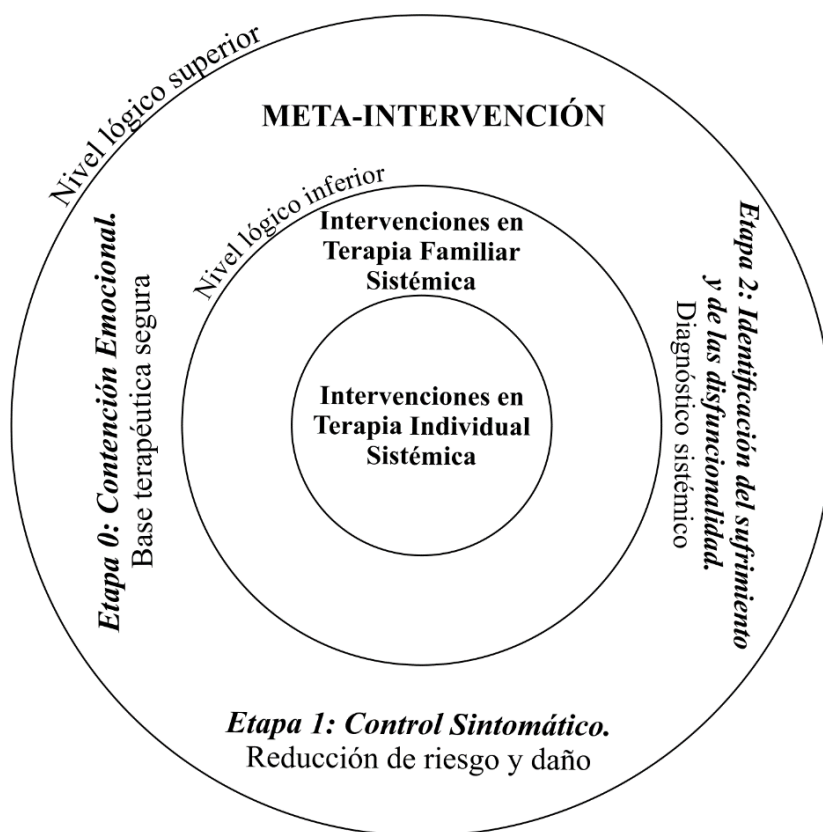 Nivel lógico superior
META-INTERVENCIÓN
Nivel lógico inferior
Intervenciones en
Terapia Familiar
Sistémica
Intervenciones en
Terapia Individual
Sistémica
Etapa 0: Contención Emocional.
Base terapéutica segura
Etapa 2: Identificación del sufrimiento
y de las disfuncionalidad.
Diagnóstico sistémico
Etapa 1: Control Sintomático.
Reducción de riesgo y daño